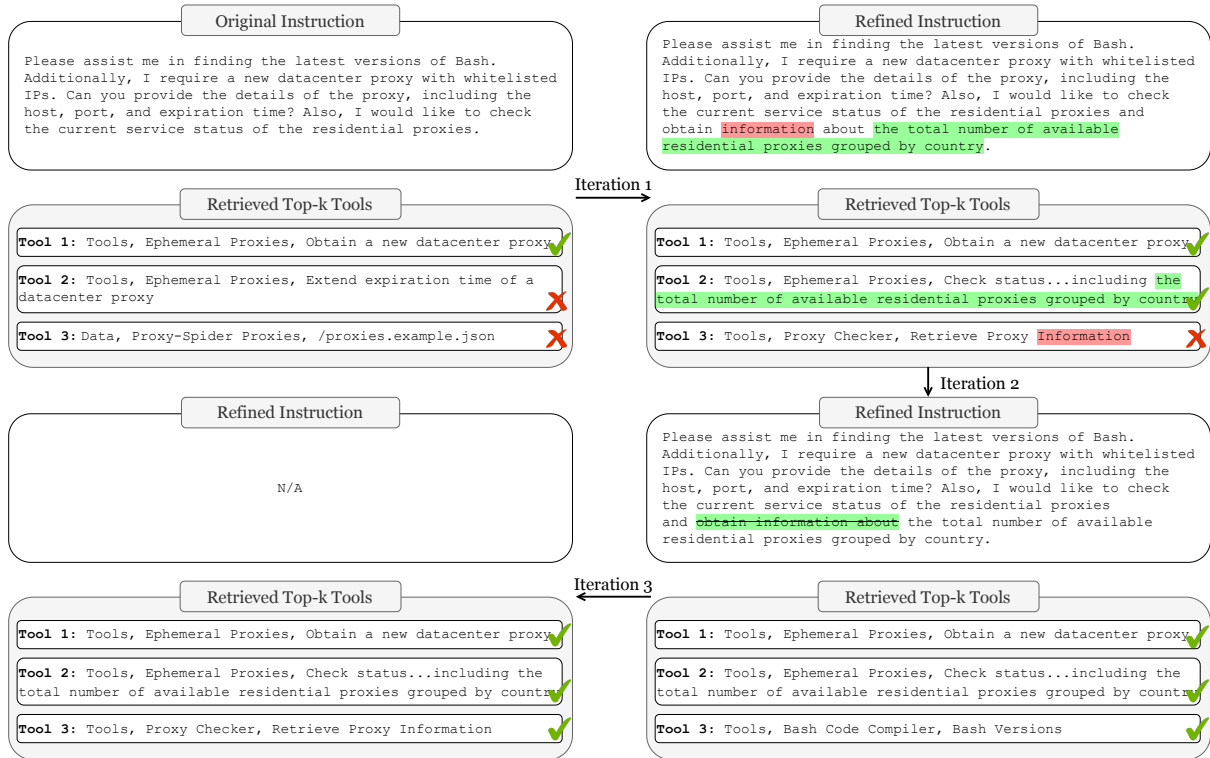 Original Instruction
Please assist me in finding the latest versions of Bash.
Additionally, I require a new datacenter proxy with whitelisted
IPs. Can you provide the details of the proxy, including the
host, port, and expiration time? Also, I would like to check
the current service status of the residential proxies.
Retrieved Top-k Tools
Tool 1: Tools, Ephemeral Proxies, Obtain a new datacenter proxy
Tool 2: Tools, Ephemeral Proxies, Extend expiration time of a
datacenter proxy
Tool 3: Data, Proxy-Spider Proxies, /proxies.example.json
Iteration 1
Refined Instruction
Please assist me in finding the latest versions of Bash.
Additionally, I require a new datacenter proxy with whitelisted
IPs. Can you provide the details of the proxy, including the
host, port, and expiration time? Also, I would like to check
the current service status of the residential proxies and
obtain information about the total number of available
residential proxies grouped by country.
Retrieved Top-k Tools
Tool 1: Tools, Ephemeral Proxies, Obtain a new datacenter proxy
Tool 2: Tools, Ephemeral Proxies, Check status...including the
total number of available residential proxies grouped by country
Tool 3: Tools, Proxy Checker, Retrieve Proxy Information
Iteration 2
Refined Instruction
Please assist me in finding the latest versions of Bash.
Additionally, I require a new datacenter proxy with whitelisted
IPs. Can you provide the details of the proxy, including the
host, port, and expiration time? Also, I would like to check
the current service status of the residential proxies
and obtain information about the total number of available
residential proxies grouped by country.
Retrieved Top-k Tools
Tool 1: Tools, Ephemeral Proxies, Obtain a new datacenter proxy
Tool 2: Tools, Ephemeral Proxies, Check status...including the
total number of available residential proxies grouped by country
Tool 3: Tools, Bash Code Compiler, Bash Versions
Iteration 3
Refined Instruction
N/A
Retrieved Top-k Tools
Tool 1: Tools, Ephemeral Proxies, Obtain a new datacenter proxy
Tool 2: Tools, Ephemeral Proxies, Check status...including the
total number of available residential proxies grouped by country
Tool 3: Tools, Proxy Checker, Retrieve Proxy Information